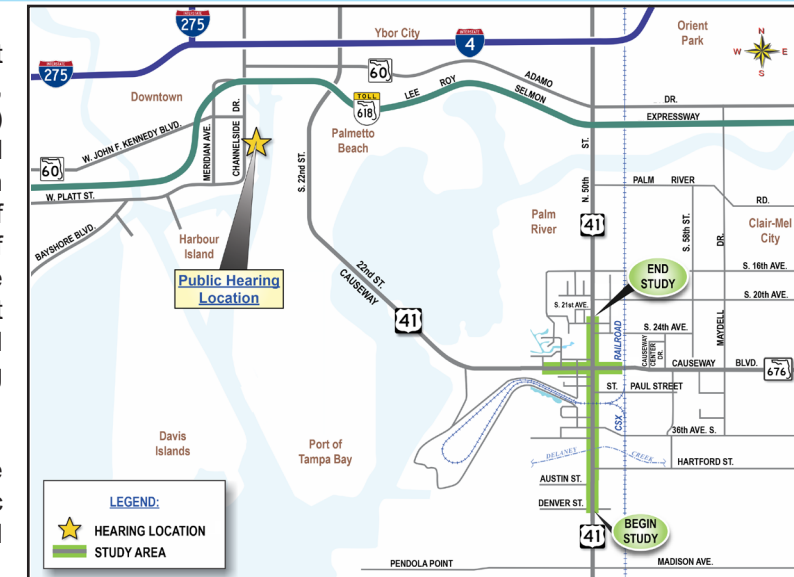 INTERSTATE
275
INTERSTATE
275
INTERSTATE
4
Ybor City
Orient
Park
N
W E
S
60
ADAMO
DR.
Downtown
TOLL
618
LEE ROY SELMON
EXPRESSWAY
W. JOHN F. KENNEDY BLVD.
MERIDIAN AVE.
CHANNELSIDE DR.
Palmetto
Beach
60
W. PLATT ST.
BAYSHORE BLVD.
S. 22nd ST.
N. 50th ST.
PALM RIVER
RD.
41
Palm
River
S. 58th ST.
MAYDELL DR.
Clair-Mel
City
Harbour
Island
Public Hearing
Location
22nd ST.
CAUSEWAY
41
END
STUDY
S. 16th AVE.
S. 20th AVE.
S. 21st AVE.
S. 24th AVE.
CSX RAILROAD
CAUSEWAY
CENTER
DR.
CAUSEWAY BLVD.
676
ST. PAUL STREET
36th AVE. S.
DELANEY CREEK
HARTFORD ST.
AUSTIN ST.
DENVER ST.
Davis
Islands
Port of
Tampa Bay
41
BEGIN
STUDY
PENDOLA POINT
MADISON AVE.
LEGEND:
HEARING LOCATION
STUDY AREA